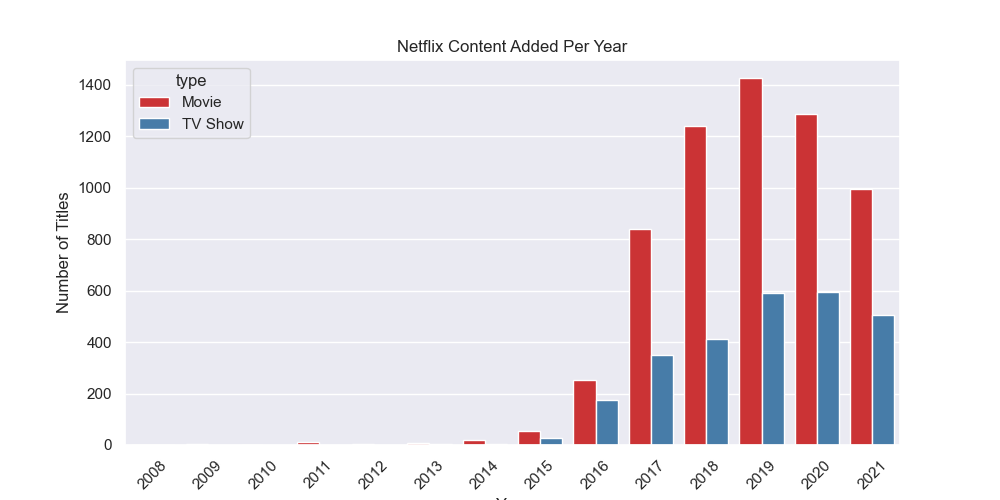 Netflix Content Added Per Year
type
Movie
TV Show
Number of Titles
1400
1200
1000
800
600
400
200
0
2008 2009 2010 2011 2012 2013 2014 2015 2016 2017 2018 2019 2020 2021